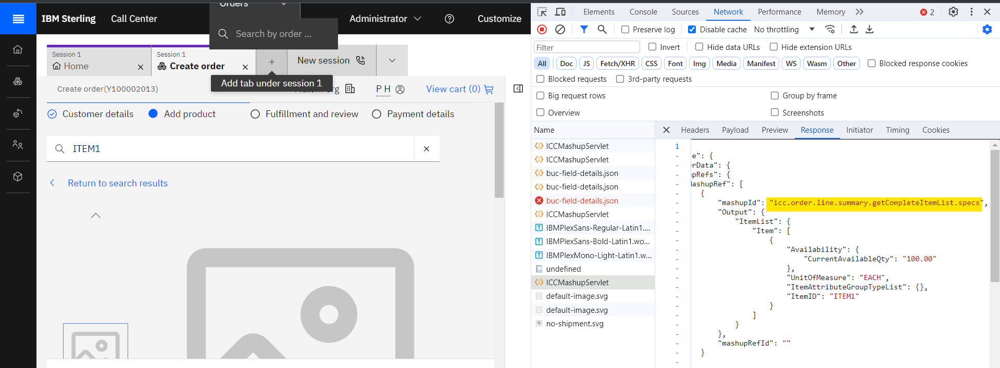 Orders
IBM Sterling Call Center
Administrator
Customize
Search by order ...
Session 1
Home
Session 1
Create order
+
New session
Add tab under session 1
Create order(Y100002013)
P H
View cart (0)
Customer details
Add product
Fulfillment and review
Payment details
ITEM1
Return to search results
Elements Console Sources Network Performance Memory
2
Preserve log
Disable cache
No throttling
Filter
Invert
Hide data URLs
Hide extension URLs
All Doc JS Fetch/XHR CSS Font Img Media Manifest WS Wasm Other
Blocked response cookies
Blocked requests
3rd-party requests
Big request rows
Group by frame
Overview
Screenshots
Name
ICCMashupServlet
ICCMashupServlet
buc-field-details.json
buc-field-details.json
buc-field-details.json
ICCMashupServlet
IBMPlexSans-Regular-Latin1....
IBMPlexSans-Bold-Latin1.wo...
IBMPlexMono-Light-Latin1.w...
undefined
ICCMashupServlet
default-image.svg
default-image.svg
no-shipment.svg
Headers Payload Preview Response Initiator Timing Cookies
1
e": {
rData": {
pRefs": {
ashupRef": [
{
"mashupId": "icc.order.line.summary.getCompleteItemList.specs",
"Output": {
"ItemList": {
"Item": [
{
"Availability": {
"CurrentAvailableQty": "100.00"
},
"UnitOfMeasure": "EACH",
"ItemAttributeGroupTypeList": {},
"ItemID": "ITEM1"
}
]
}
},
"mashupRefId": ""
}